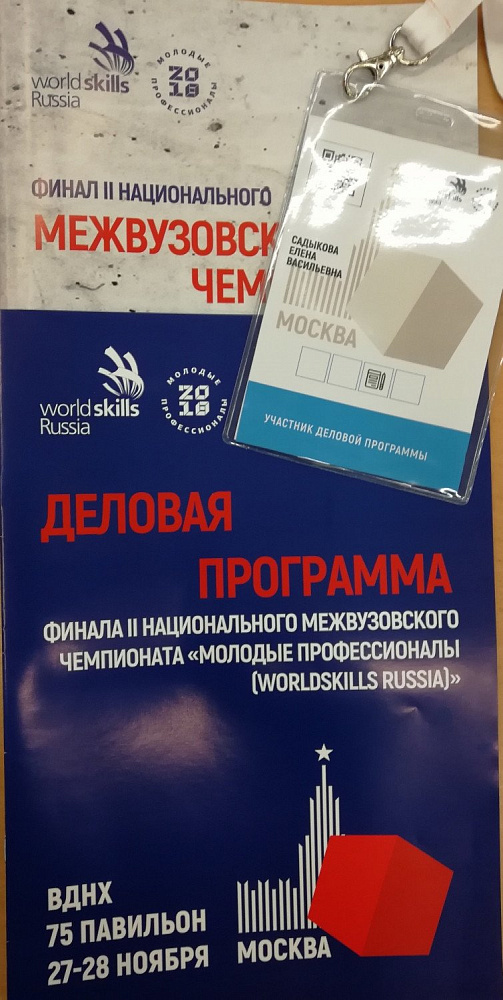 worldskills
Russia
МОЛОДЫЕ
ПРОФЕССИОНАЛЫ
2018
ФИНАЛ II НАЦИОНАЛЬНОГО
МЕЖВУЗОВСК
ЧЕМ
САДЫКОВА
ЕЛЕНА
ВАСИЛЬЕВНА
МОСКВА
УЧАСТНИК ДЕЛОВОЙ ПРОГРАММЫ
worldskills
Russia
МОЛОДЫЕ
ПРОФЕССИОНАЛЫ
2018
ДЕЛОВАЯ
ПРОГРАММА
ФИНАЛА II НАЦИОНАЛЬНОГО МЕЖВУЗОВСКОГО
ЧЕМПИОНАТА «МОЛОДЫЕ ПРОФЕССИОНАЛЫ
(WORLDSKILLS RUSSIA)»
ВДНХ
75 ПАВИЛЬОН
27-28 НОЯБРЯ
МОСКВА